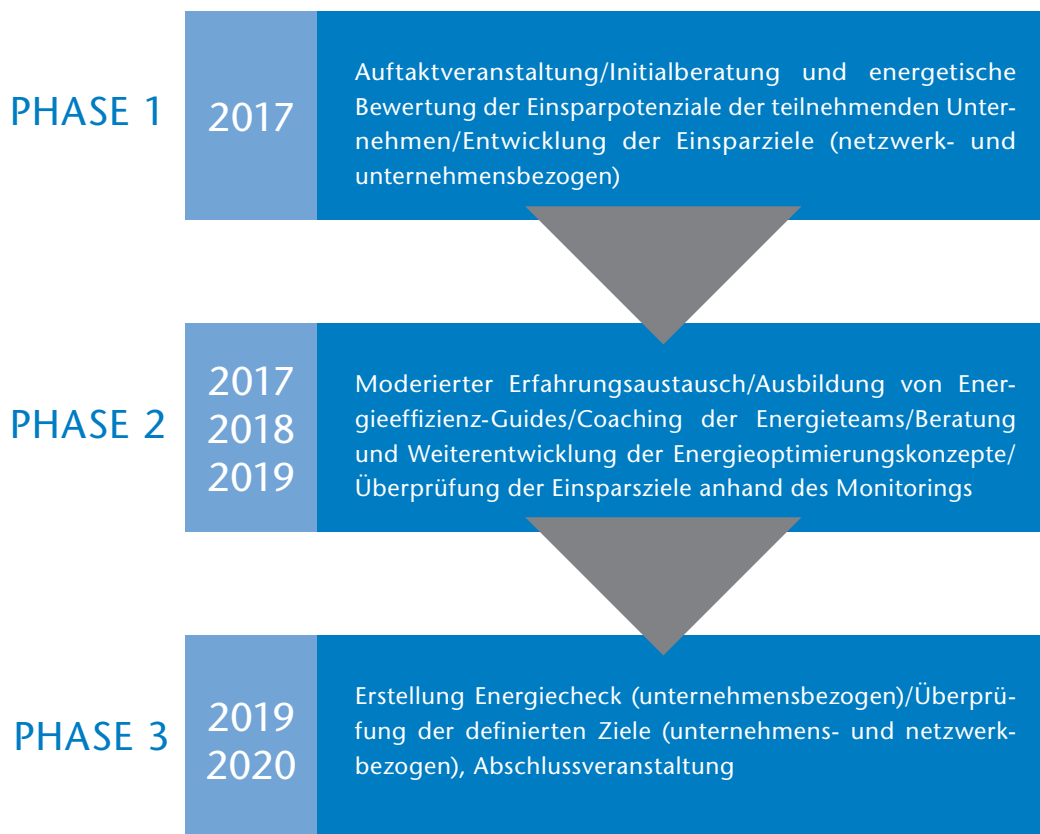 PHASE 1
2017
Auftaktveranstaltung/Initialberatung und energetische
Bewertung der Einsparpotenziale der teilnehmenden Unter-
nehmen/Entwicklung der Einsparziele (netzwerk- und
unternehmensbezogen)
PHASE 2
2017
2018
2019
Moderierter Erfahrungsaustausch/Ausbildung von Ener-
gieeffizienz-Guides/Coaching der Energieteams/Beratung
und Weiterentwicklung der Energieoptimierungskonzepte/
Überprüfung der Einsparsziele anhand des Monitorings
PHASE 3
2019
2020
Erstellung Energiecheck (unternehmensbezogen)/Überprü-
fung der definierten Ziele (unternehmens- und netzwerk-
bezogen), Abschlussveranstaltung